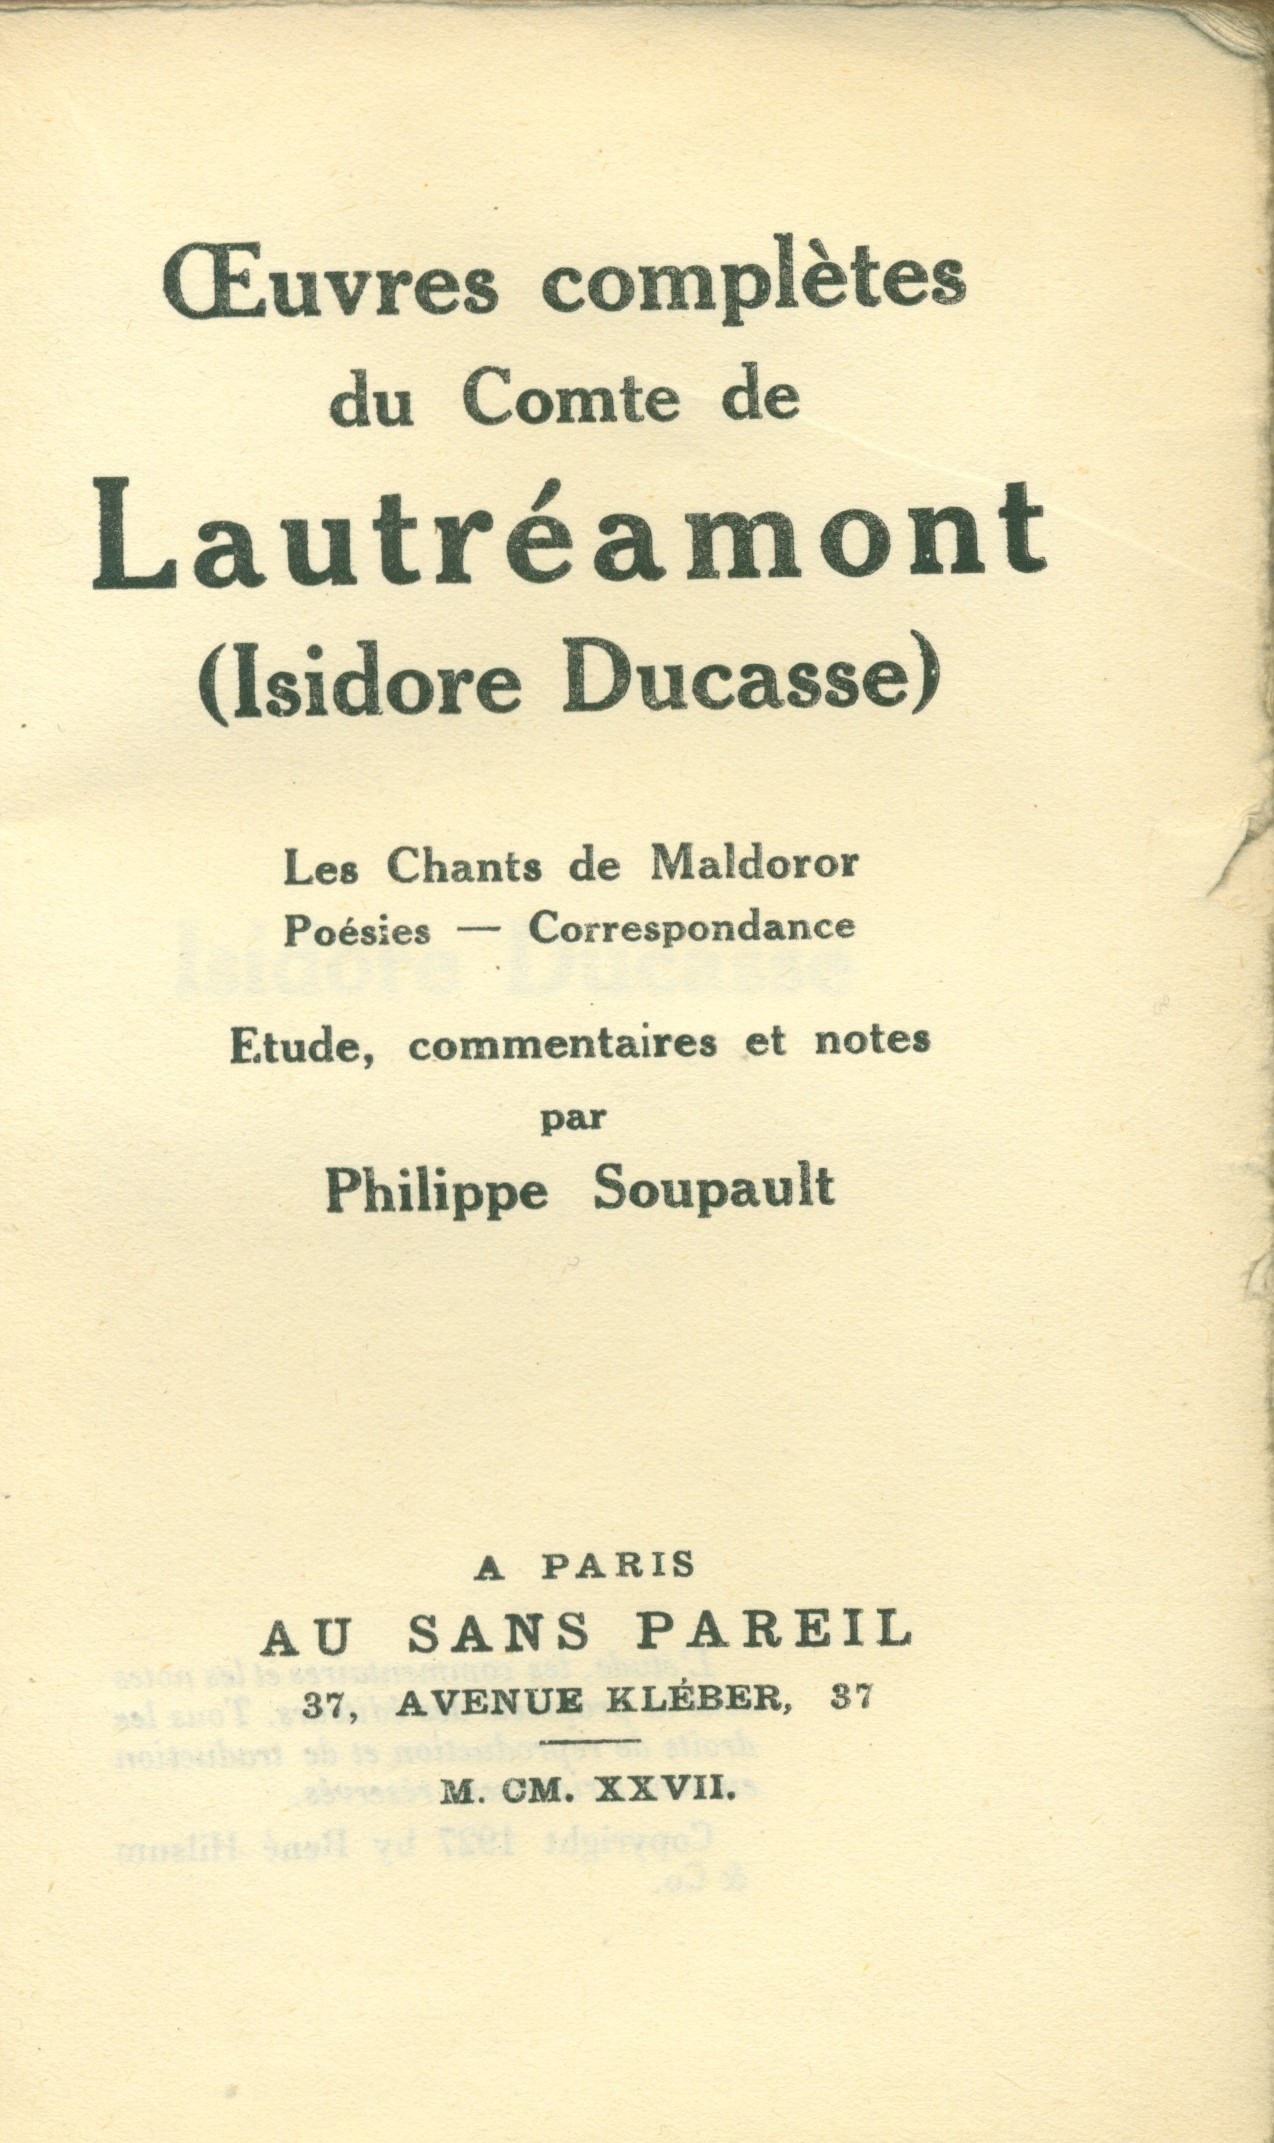 Œuvres complètes
du Comte de
Lautréamont
(Isidore Ducasse)
Les Chants de Maldoror
Poésies — Correspondance
Etude, commentaires et notes
par
Philippe Soupault
A PARIS
AU SANS PAREIL
37, AVENUE KLÉBER, 37
M. CM. XXVII.